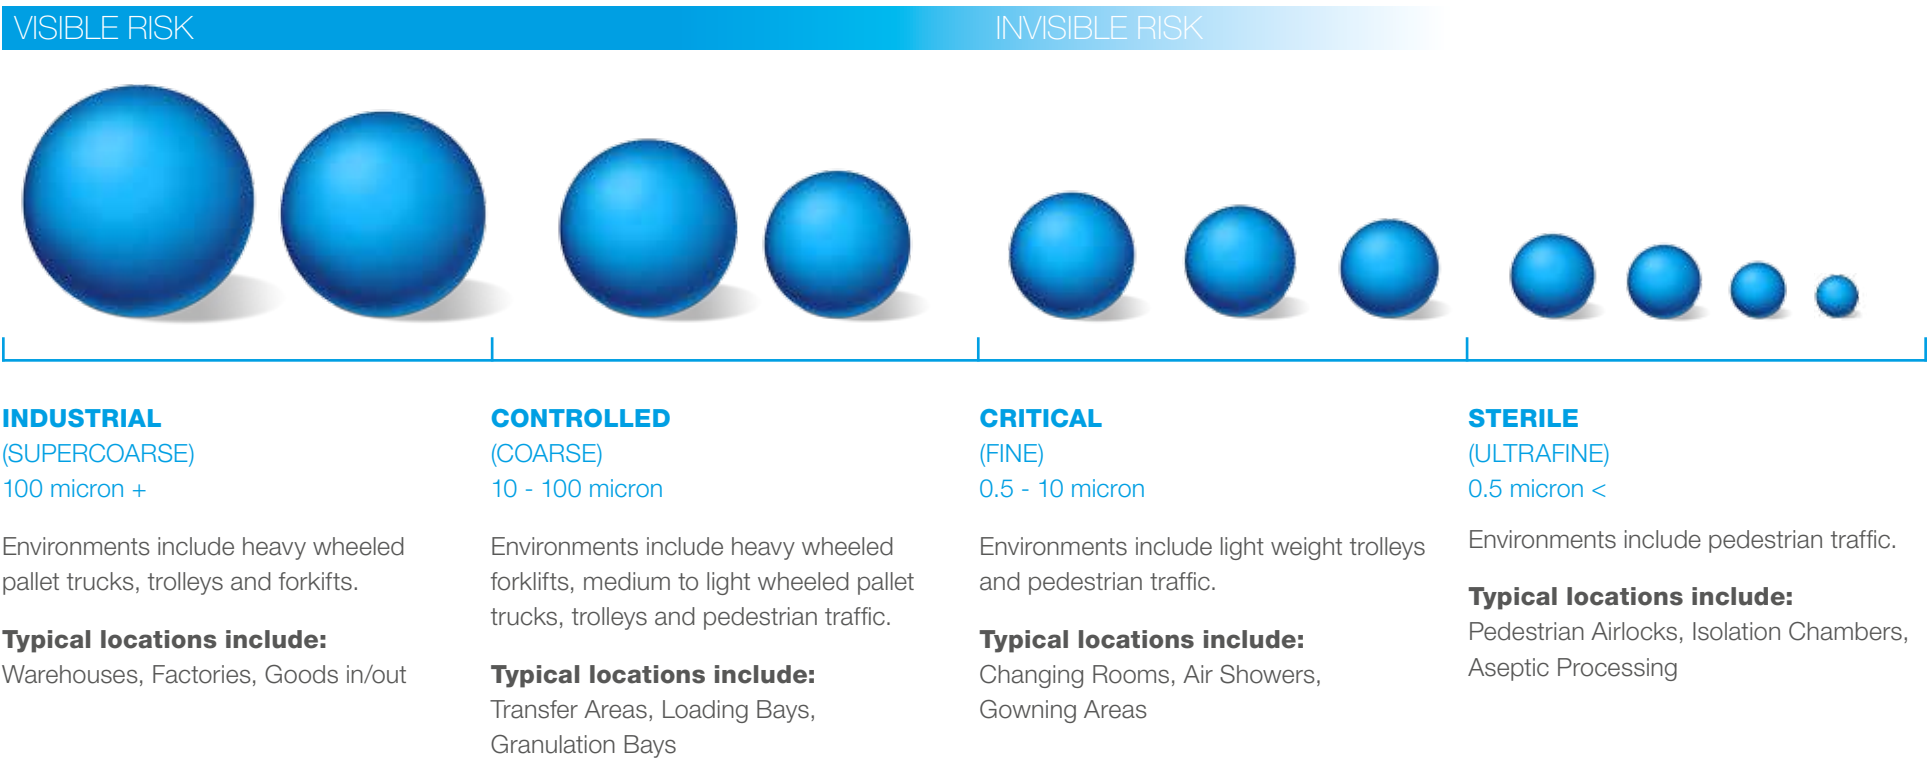 VISIBLE RISK
INVISIBLE RISK
INDUSTRIAL
(SUPERCOARSE)
100 micron +
Environments include heavy wheeled
pallet trucks, trolleys and forkifts.
Typical locations include:
Warehouses, Factories, Goods in/out
CONTROLLED
(COARSE)
10 - 100 micron
Environments include heavy wheeled
forklifts, medium to light wheeled pallet
trucks, trolleys and pedestrian traffic.
Typical locations include:
Transfer Areas, Loading Bays,
Granulation Bays
CRITICAL
(FINE)
0.5 - 10 micron
Environments include light weight trolleys
and pedestrian traffic.
Typical locations include:
Changing Rooms, Air Showers,
Gowning Areas
STERILE
(ULTRAFINE)
0.5 micron <
Environments include pedestrian traffic.
Typical locations include:
Pedestrian Airlocks, Isolation Chambers,
Aseptic Processing